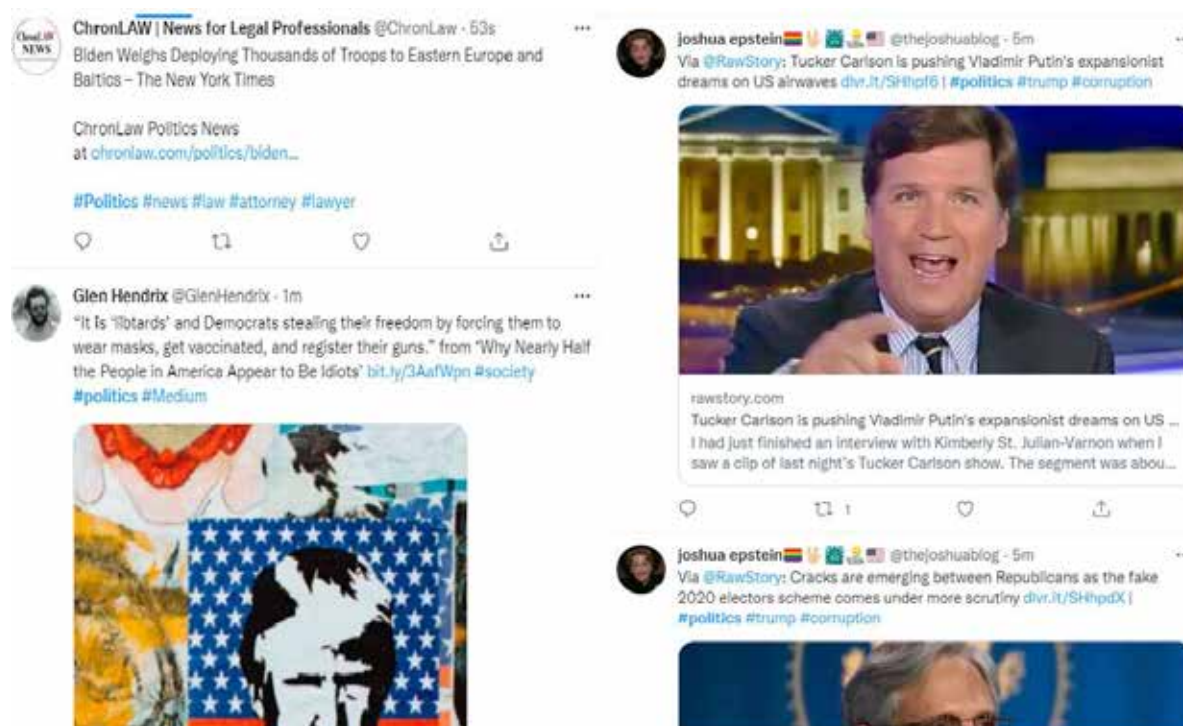 ChronLAW | News for Legal Professionals @ChronLaw · 53s
Biden Weighs Deploying Thousands of Troops to Eastern Europe and
Baltics – The New York Times
ChronLaw Politics News
at chronlaw.com/politics/biden...
#Politics #news #law #attorney #lawyer
Glen Hendrix @GlenHendrix · 1m
"It is 'libtards' and Democrats stealing their freedom by forcing them to
wear masks, get vaccinated, and register their guns." from "Why Nearly Half
the People in America Appear to Be Idiots' bit.ly/3AafWpn #society
#politics #Medium
joshua epstein @thejoshuablog · 5m
Via @RawStory: Tucker Carlson is pushing Vladimir Putin's expansionist
dreams on US airwaves dlvr.it/SHhpf6 | #politics #trump #corruption
rawstory.com
Tucker Carlson is pushing Vladimir Putin's expansionist dreams on US ...
I had just finished an interview with Kimberly St. Julian-Varnon when I
saw a clip of last night's Tucker Carlson show. The segment was abou...
1
joshua epstein @thejoshuablog · 5m
Via @RawStory: Cracks are emerging between Republicans as the fake
2020 electors scheme comes under more scrutiny dlvr.it/SHhpdX |
#politics #trump #corruption